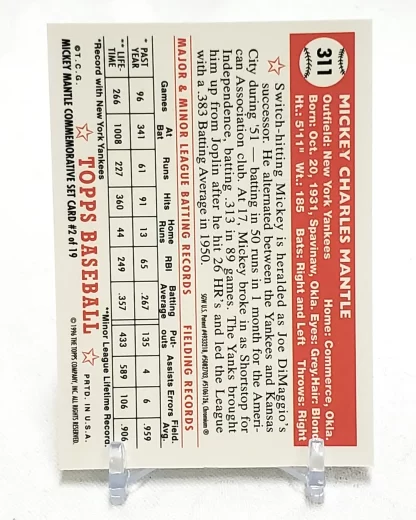 311
MICKEY CHARLES MANTLE
Outfield: New York Yankees Home: Commerce, Okla.
Born: Oct. 20, 1931, Spavinaw, Okla. Eyes: Grey, Hair: Blond
Ht.: 5'11" Wt.: 185 Bats: Right and Left Throws: Right
Switch-hitting Mickey is heralded as Joe DiMaggio's
successor. He alternated between the Yankees and Kansas
City during '51 — batting in 50 runs in 1 month for the Ameri-
can Association club. At 17, Mickey broke in as Shortstop for
Independence, batting .313 in 89 games. The Yanks brought
him up from Joplin after he hit 26 HR's and led the League
with a .383 Batting Average in 1950.
MAJOR & MINOR LEAGUE BATTING RECORDS FIELDING RECORDS
Games At Bat Runs Hits Home Runs RBI Batting Average Put-outs Assists Errors Field. Avg.
* PAST YEAR 96 341 61 91 13 65 .267 135 4 6 .959
** LIFE-TIME 266 1008 227 360 44 249 .357 433 589 106 .906
*Record with New York Yankees **Minor League Lifetime Record
TOPPS BASEBALL
© T.C.G. PRTD. IN U.S.A.
MICKEY MANTLE COMMEMORATIVE SET CARD #2 of 19 © 1996 THE TOPPS COMPANY, INC. ALL RIGHTS RESERVED